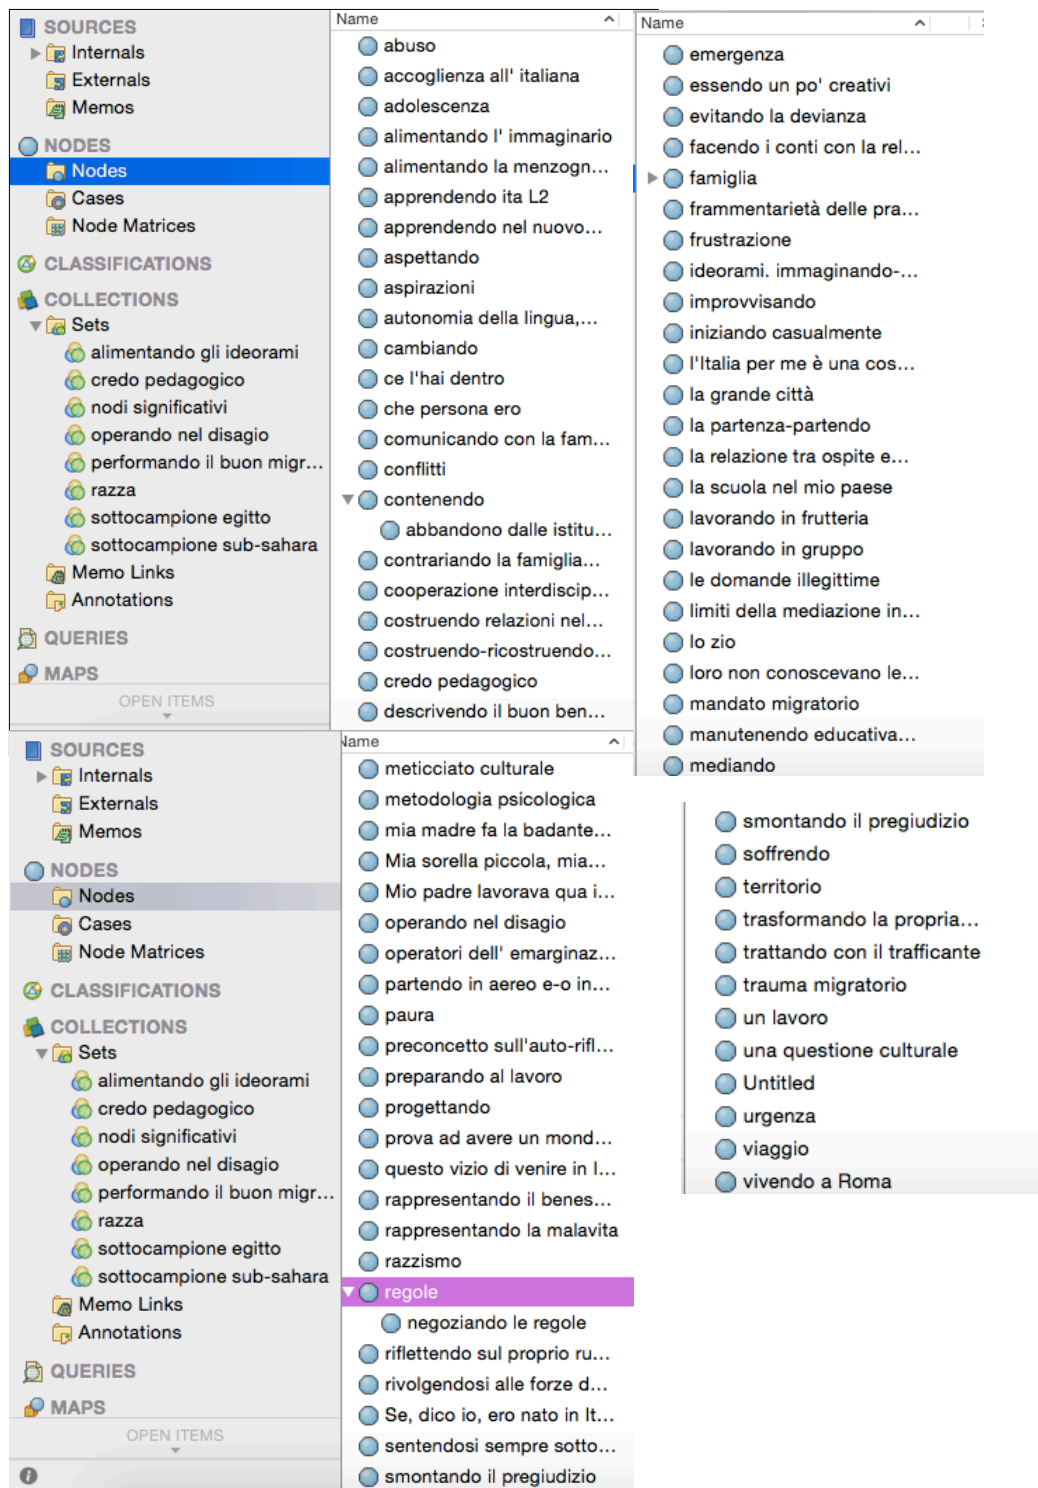 SOURCES
Internals
Externals
Memos
NODES
Nodes
Cases
Node Matrices
CLASSIFICATIONS
COLLECTIONS
Sets
alimentando gli ideorami
credo pedagogico
nodi significativi
operando nel disagio
performando il buon migr...
razza
sottocampione egitto
sottocampione sub-sahara
Memo Links
Annotations
QUERIES
MAPS
OPEN ITEMS
Name
abuso
accoglienza all' italiana
adolescenza
alimentando l' immaginario
alimentando la menzogn...
apprendendo ita L2
apprendendo nel nuovo...
aspettando
aspirazioni
autonomia della lingua,...
cambiando
ce l'hai dentro
che persona ero
comunicando con la fam...
conflitti
contenendo
abbandono dalle istitu...
contrariando la famiglia...
cooperazione interdiscip...
costruendo relazioni nel...
costruendo-ricostruendo...
credo pedagogico
descrivendo il buon ben...
Name
emergenza
essendo un po' creativi
evitando la devianza
facendo i conti con la rel...
famiglia
frammentarietà delle pra...
frustrazione
ideorami. immaginando-...
improvvisando
iniziando casualmente
l'Italia per me è una cos...
la grande città
la partenza-partendo
la relazione tra ospite e...
la scuola nel mio paese
lavorando in frutteria
lavorando in gruppo
le domande illegittime
limiti della mediazione in...
lo zio
loro non conoscevano le...
mandato migratorio
manutenendo educativa...
mediando
SOURCES
Internals
Externals
Memos
NODES
Nodes
Cases
Node Matrices
CLASSIFICATIONS
COLLECTIONS
Sets
alimentando gli ideorami
credo pedagogico
nodi significativi
operando nel disagio
performando il buon migr...
razza
sottocampione egitto
sottocampione sub-sahara
Memo Links
Annotations
QUERIES
MAPS
OPEN ITEMS
Name
meticciato culturale
metodologia psicologica
mia madre fa la badante...
Mia sorella piccola, mia...
Mio padre lavorava qua i...
operando nel disagio
operatori dell' emarginaz...
partendo in aereo e-o in...
paura
preconcetto sull'auto-rifl...
preparando al lavoro
progettando
prova ad avere un mond...
questo vizio di venire in I...
rappresentando il benes...
rappresentando la malavita
razzismo
regole
negoziando le regole
riflettendo sul proprio ru...
rivolgendosi alle forze d...
Se, dico io, ero nato in It...
sentendosi sempre sotto...
smontando il pregiudizio
smontando il pregiudizio
soffrendo
territorio
trasformando la propria...
trattando con il trafficante
trauma migratorio
un lavoro
una questione culturale
Untitled
urgenza
viaggio
vivendo a Roma